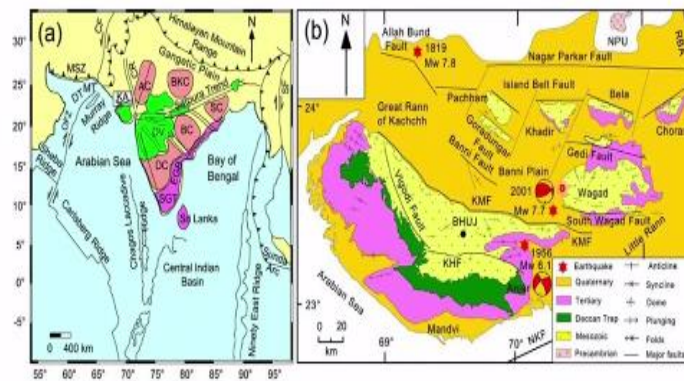 (a)
N
Himalayan Mountain
Range
Gangetic Plain
MSZ
DT
MT
Murray Ridge
AC
BKC
Satpura Trend
SC
DV
BC
DC
EGB
SGT
OFZ
Sheba Ridge
Arabian Sea
Bay of
Bengal
Carlsberg Ridge
Chagos Laccadive
Ridge
Sri Lanka
Central Indian
Basin
Ninety East Ridge
Sunda
Arc
0 400 km
30°
25°
20°
15°
10°
5°
0°
-5°
55° 60° 65° 70° 75° 80° 85° 90° 95°
(b)
N
Allah Bund
Fault
1819
Mw 7.8
NPU
RBA
Nagar Parkar Fault
Island Belt Fault
24°
Great Rann
of Kachchh
Pachham
Goradungar
Fault
Banni Fault
Khadir
Bela
Chorar
Gedi Fault
Banni Plain
2001
Mw 7.7
Wagad
KMF
South Wagad Fault
Vigodi Fault
BHUJ
KMF
Little Rann
KHF
1956
Mw 6.1
Anjar
Arabian Sea
23°
Mandvi
NKF
0 20
km
69°
70°
Earthquake
Quaternary
Tertiary
Deccan Trap
Mesozoic
Precambrian
Anticline
Syncline
Dome
Plunging
Folds
Major faults